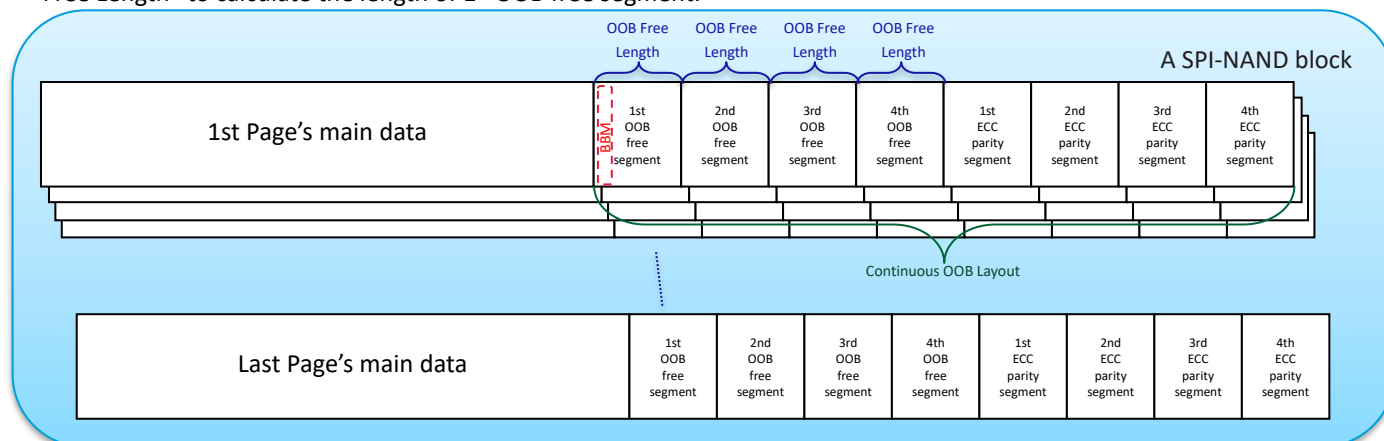 Free Length" to calculate the length of 2nd OOB free segment.
OOB Free
Length
OOB Free
Length
OOB Free
Length
OOB Free
Length
A SPI-NAND block
1st Page's main data
BBM
1st
OOB
free
segment
2nd
OOB
free
segment
3rd
OOB
free
segment
4th
OOB
free
segment
1st
ECC
parity
segment
2nd
ECC
parity
segment
3rd
ECC
parity
segment
4th
ECC
parity
segment
Continuous OOB Layout
Last Page's main data
1st
OOB
free
segment
2nd
OOB
free
segment
3rd
OOB
free
segment
4th
OOB
free
segment
1st
ECC
parity
segment
2nd
ECC
parity
segment
3rd
ECC
parity
segment
4th
ECC
parity
segment